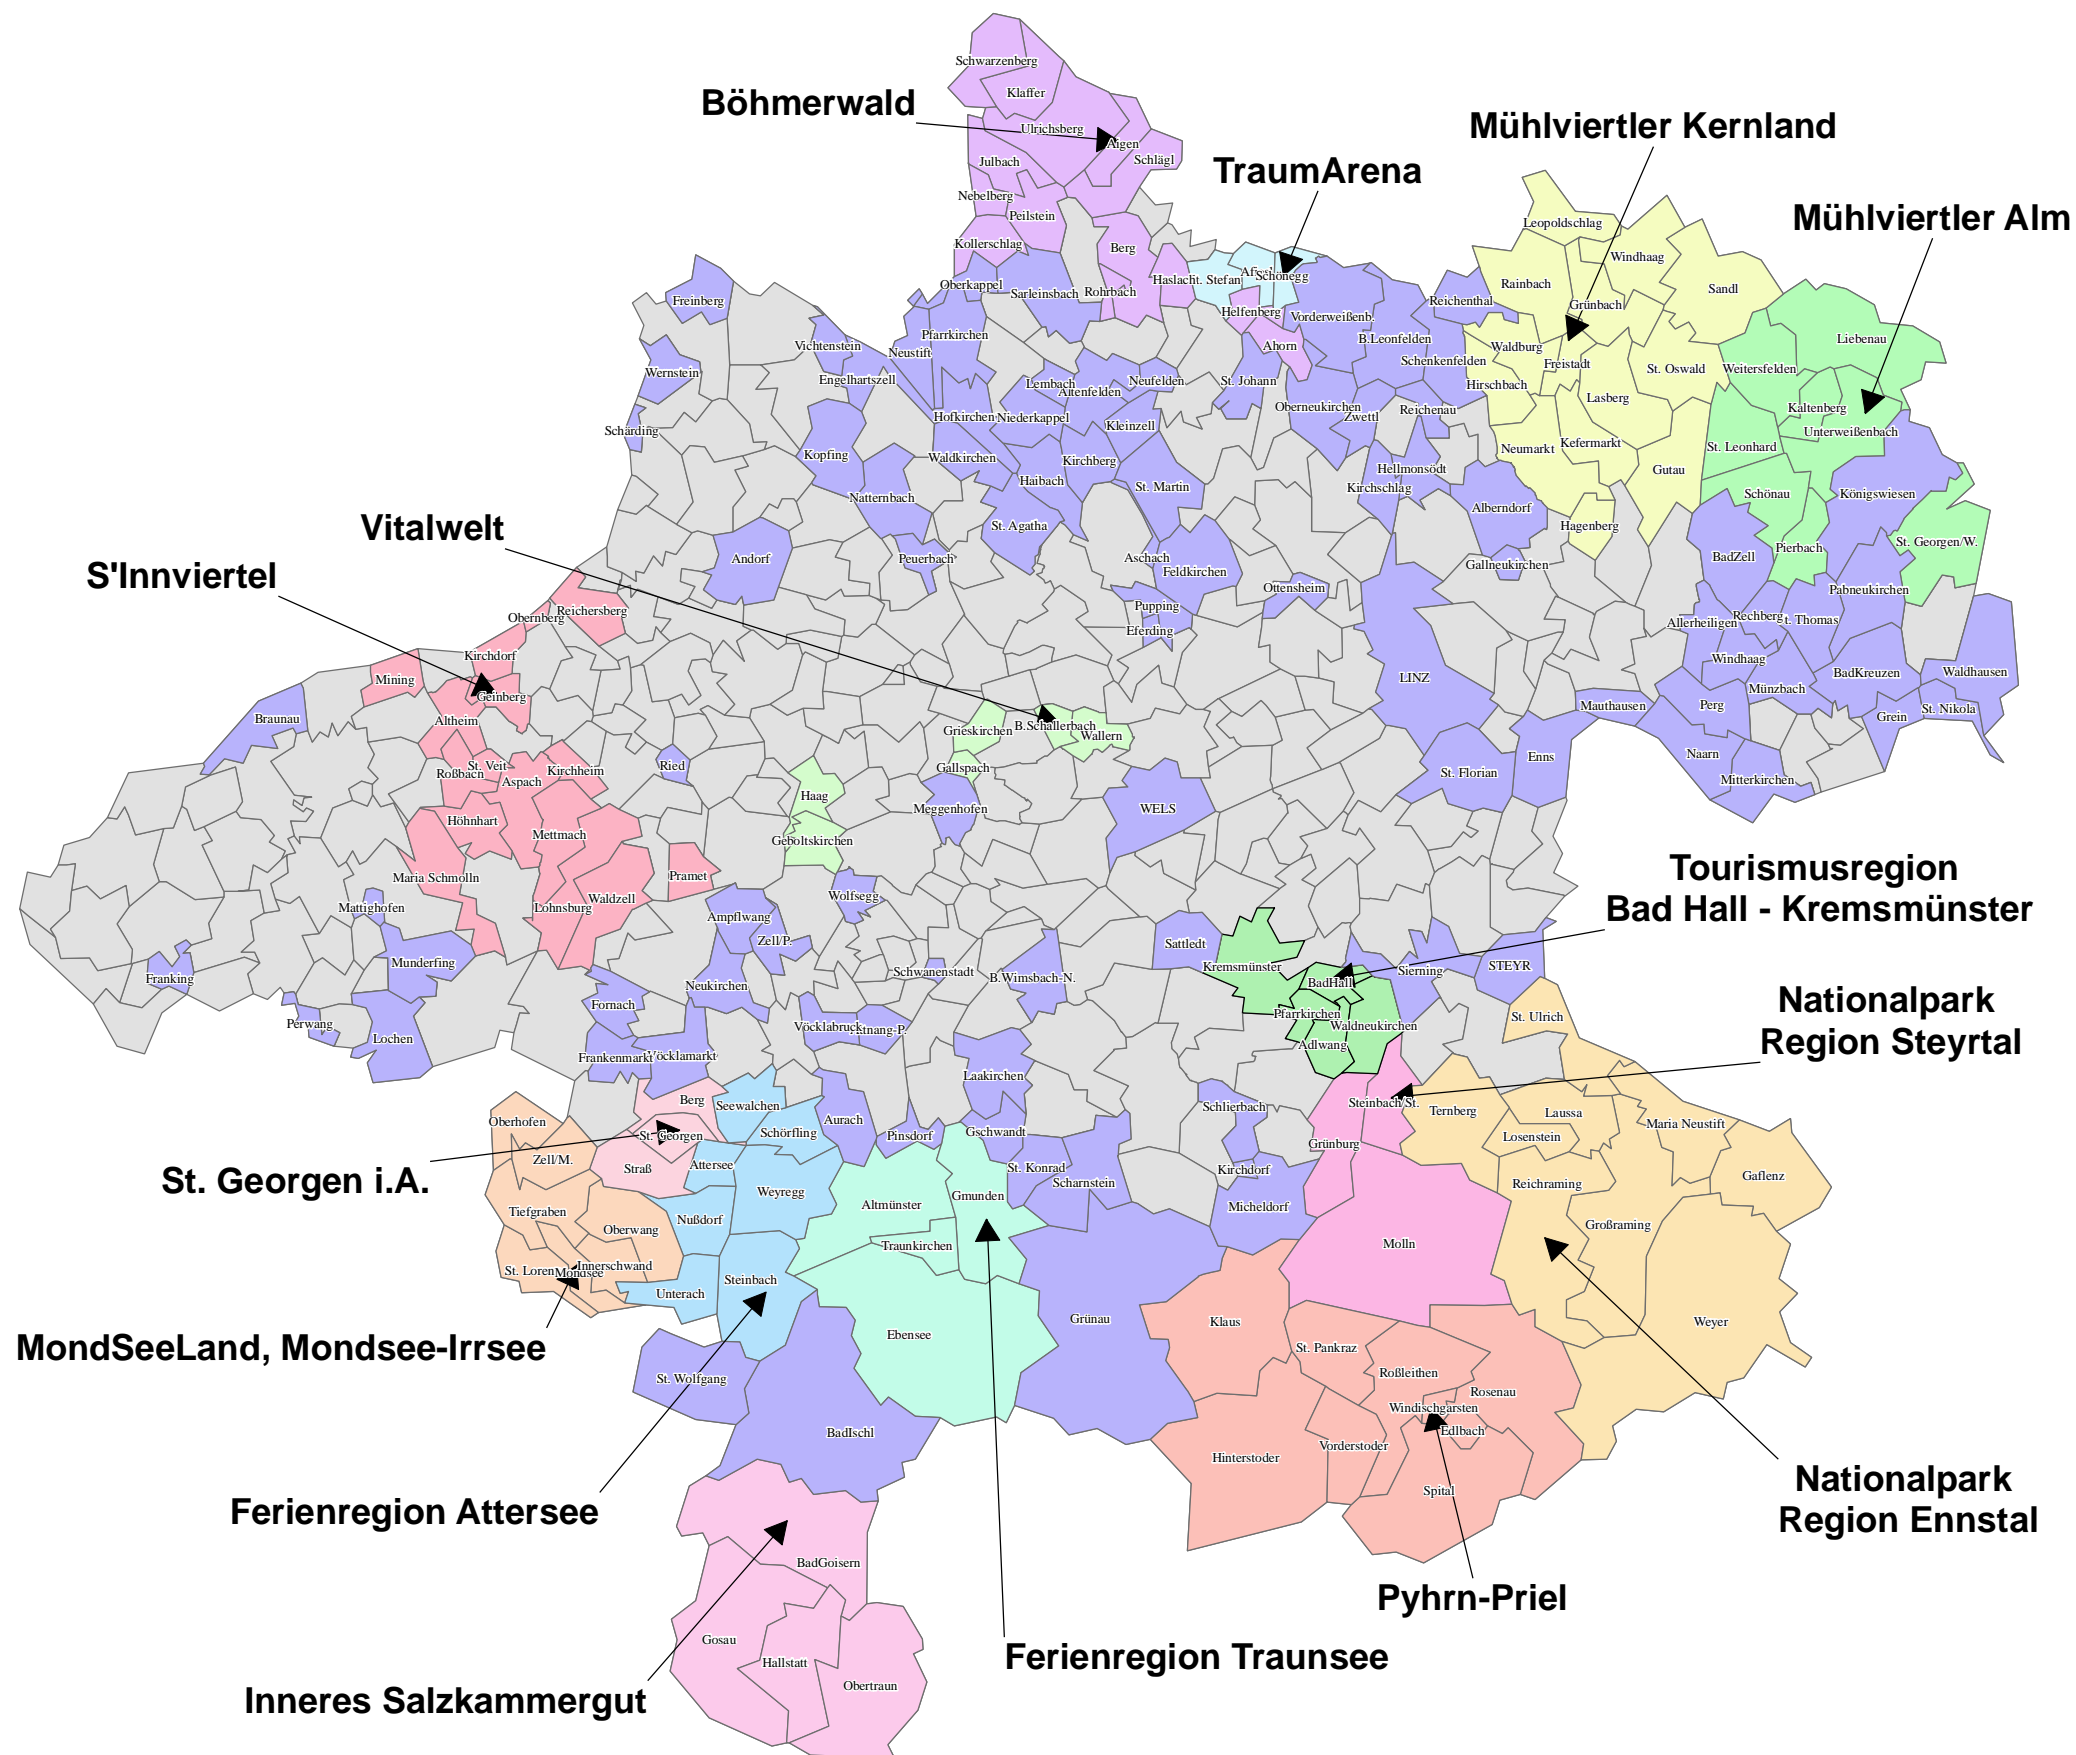 Schwarzenberg
Klaffer
Böhmerwald
Ulrichsberg
Aigen
Mühlviertler Kernland
Julbach
Schlägl
TraumArena
Nebelberg
Peilstein
Mühlviertler Alm
Leopoldschlag
Kollerschlag
Berg
Windhaag
Haslach
St. Stefan
Schönegg
Rainbach
Sandl
Oberkappel
Sarleinsbach
Rohrbach
Freinberg
Reichenthal
Grünbach
Helfenberg
Vorderweißenb.
Pfarrkirchen
B.Leonfelden
Liebenau
Vichtenstein
Neustift
Ahorn
Waldburg
Schenkenfelden
Freistadt
St. Oswald
Weitersfelden
Wernstein
Engelhartszell
Lembach
Altenfelden
Neufelden
St. Johann
Hirschbach
Lasberg
Kaltenberg
Oberneukirchen
Zwettl
Reichenau
Hofkirchen
Niederkappel
Kleinzell
Unterweißenbach
Schärding
Kopfing
Waldkirchen
Kirchberg
Neumarkt
Kefermarkt
St. Leonhard
Haibach
Hellmonsödt
Gutau
Natternbach
St. Martin
Kirchschlag
Schönau
Königswiesen
Alberndorf
Vitalwelt
St. Agatha
Hagenberg
St. Georgen/W.
Andorf
Peuerbach
Aschach
Feldkirchen
Gallneukirchen
BadZell
Pierbach
S'Innviertel
Ottensheim
Pabneukirchen
Obernberg
Reichersberg
Pupping
Allerheiligen
Rechberg
St. Thomas
Eferding
Kirchdorf
Windhaag
Mining
Geinberg
LINZ
Münzbach
BadKreuzen
Waldhausen
Braunau
Altheim
Grieskirchen
B.Schallerbach
Wallern
Mauthausen
Perg
Grein
St. Nikola
Roßbach
St. Veit
Aspach
Kirchheim
Ried
Gallspach
St. Florian
Enns
Naarn
Mitterkirchen
Haag
Meggenhofen
WELS
Höhnhart
Mettmach
Geboltskirchen
Tourismusregion
Bad Hall - Kremsmünster
Maria Schmolln
Pramet
Waldzell
Lohnsburg
Wolfsegg
Mattighofen
Ampflwang
Zell/P.
Sattledt
Munderfing
Franking
Schwanenstadt
B.Wimsbach-N.
Kremsmünster
BadHall
Sierning
STEYR
Neukirchen
Nationalpark
Region Steyrtal
Fornach
Perwang
Lochen
Vöcklabruck
Attnang-P.
Pfarrkirchen
Waldneukirchen
St. Ulrich
Adlwang
Frankenmarkt
Vöcklamarkt
Laakirchen
Berg
Seewalchen
Schlierbach
Steinbach/St.
Ternberg
Laussa
Oberhofen
St. Georgen
Schörfling
Aurach
Pinsdorf
Gschwandt
Grünburg
Losenstein
Maria Neustift
Zell/M.
Straß
Attersee
St. Konrad
Kirchdorf
St. Georgen i.A.
Weyregg
Scharnstein
Reichraming
Gaflenz
Tiefgraben
Oberwang
Nußdorf
Altmünster
Gmunden
Micheldorf
Großraming
Traunkirchen
Molln
St. Loren
Mondsee
Innerschwand
Unterach
Steinbach
MondSeeLand, Mondsee-Irrsee
Ebensee
Grünau
Klaus
Weyer
St. Pankraz
St. Wolfgang
Roßleithen
Rosenau
Windischgarsten
Edlbach
BadIschl
Hinterstoder
Vorderstoder
Spital
Nationalpark
Region Ennstal
Ferienregion Attersee
BadGoisern
Pyhrn-Priel
Gosau
Hallstatt
Obertraun
Ferienregion Traunsee
Inneres Salzkammergut